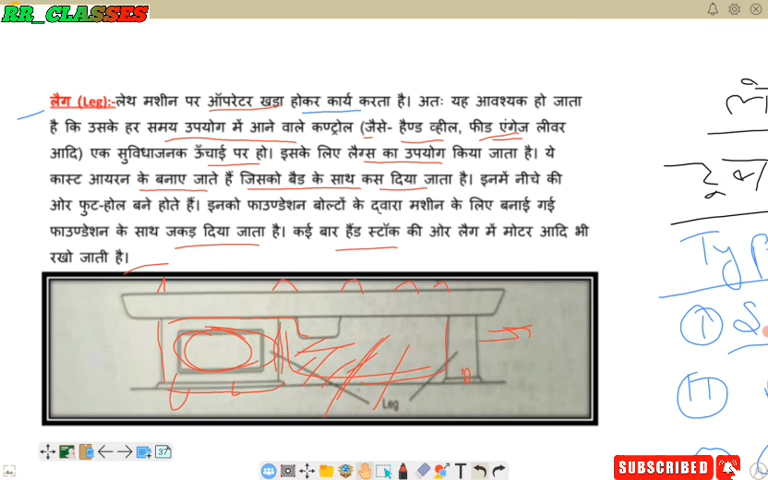 RR_CLASSES
लैग (Leg):-लेथ मशीन पर ऑपरेटर खडा होकर कार्य करता है। अतः यह आवश्यक हो जाता
है कि उसके हर समय उपयोग में आने वाले कण्ट्रोल (जैसे- हैण्ड व्हील, फीड एंगेज लीवर
आदि) एक सुविधाजनक ऊँचाई पर हो। इसके लिए लैग्स का उपयोग किया जाता है। ये
कास्ट आयरन के बनाए जाते हैं जिसको बैड के साथ कस दिया जाता है। इनमें नीचे की
ओर फुट-होल बने होते हैं। इनको फाउण्डेशन बोल्टों के द्वारा मशीन के लिए बनाई गई
फाउण्डेशन के साथ जकड़ दिया जाता है। कई बार हैंड स्टॉक की ओर लैग में मोटर आदि भी
रखो जाती है।
Typ
I
II
Leg
37
T
SUBSCRIBED